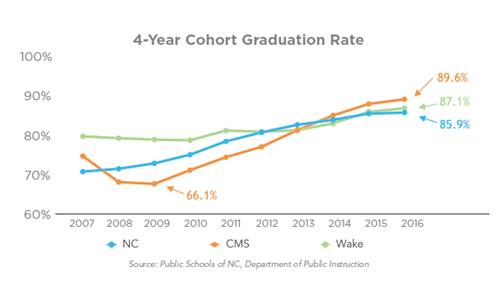 4-Year Cohort Graduation Rate
100%
90%
80%
70%
60%
89.6%
87.1%
85.9%
66.1%
2007 2008 2009 2010 2011 2012 2013 2014 2015 2016
NC CMS Wake
Source: Public Schools of NC, Department of Public Instruction